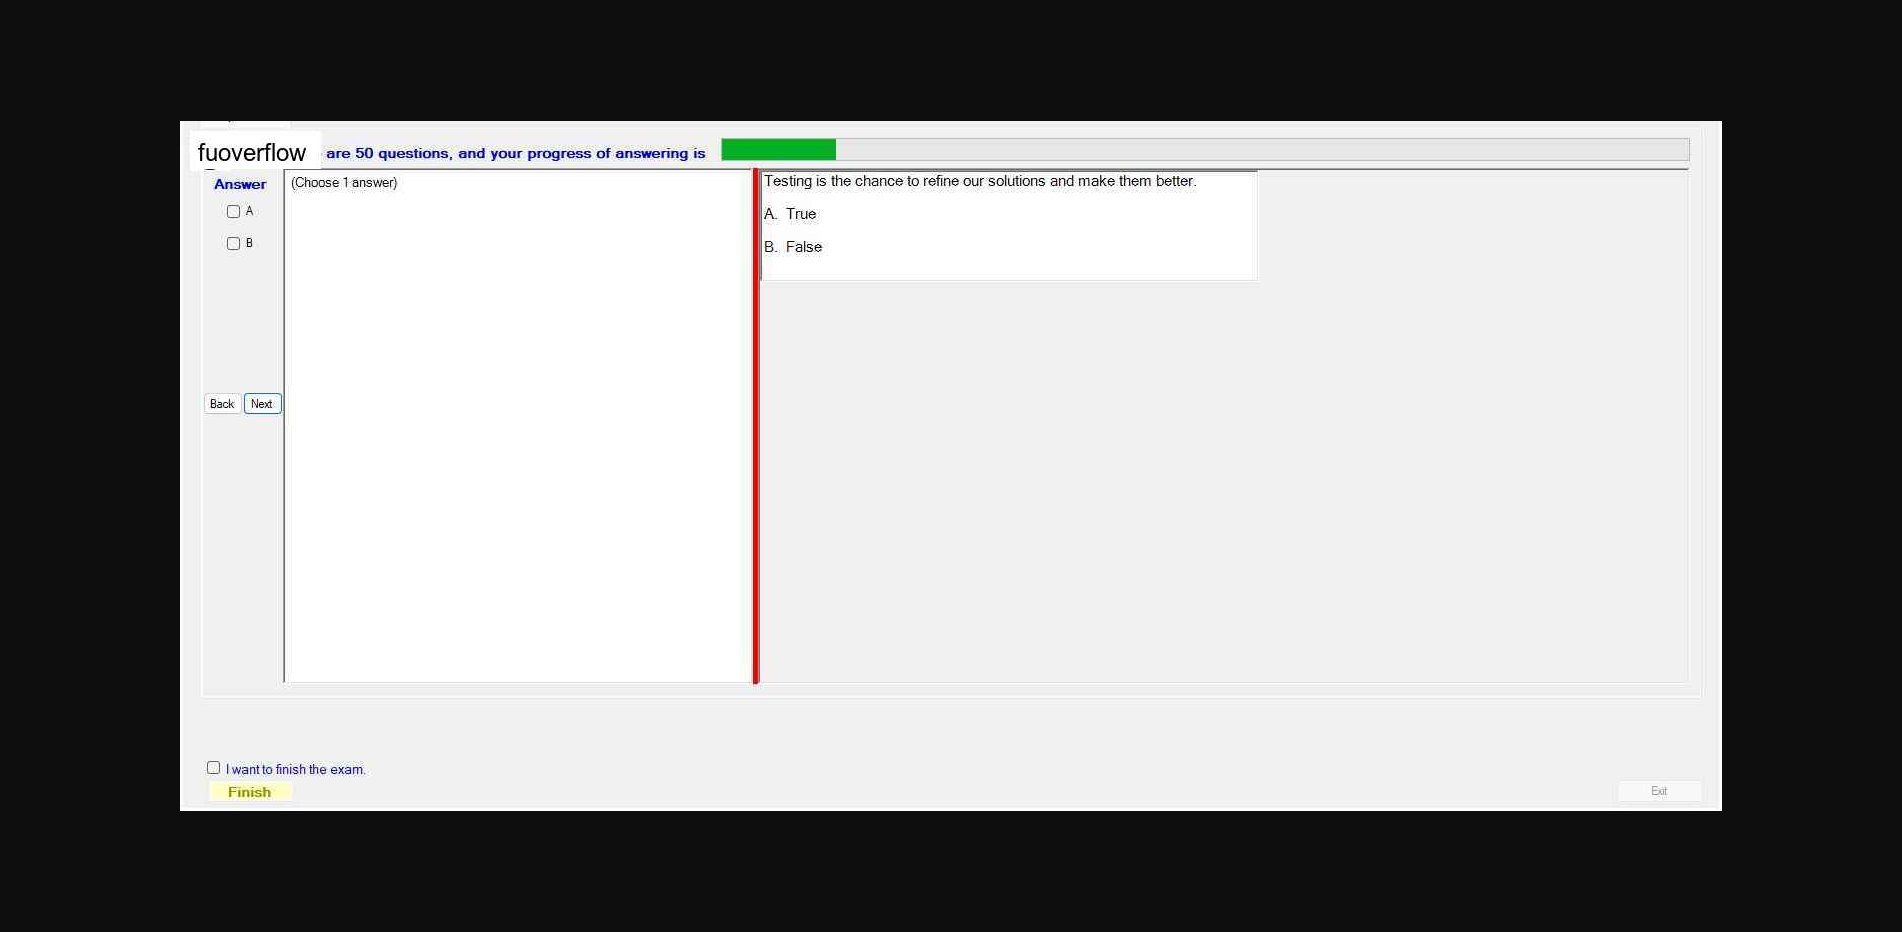 fuoverflow are 50 questions, and your progress of answering is
Answer
A
B
Back Next
(Choose 1 answer)
Testing is the chance to refine our solutions and make them better.
A. True
B. False
I want to finish the exam.
Finish
Exit